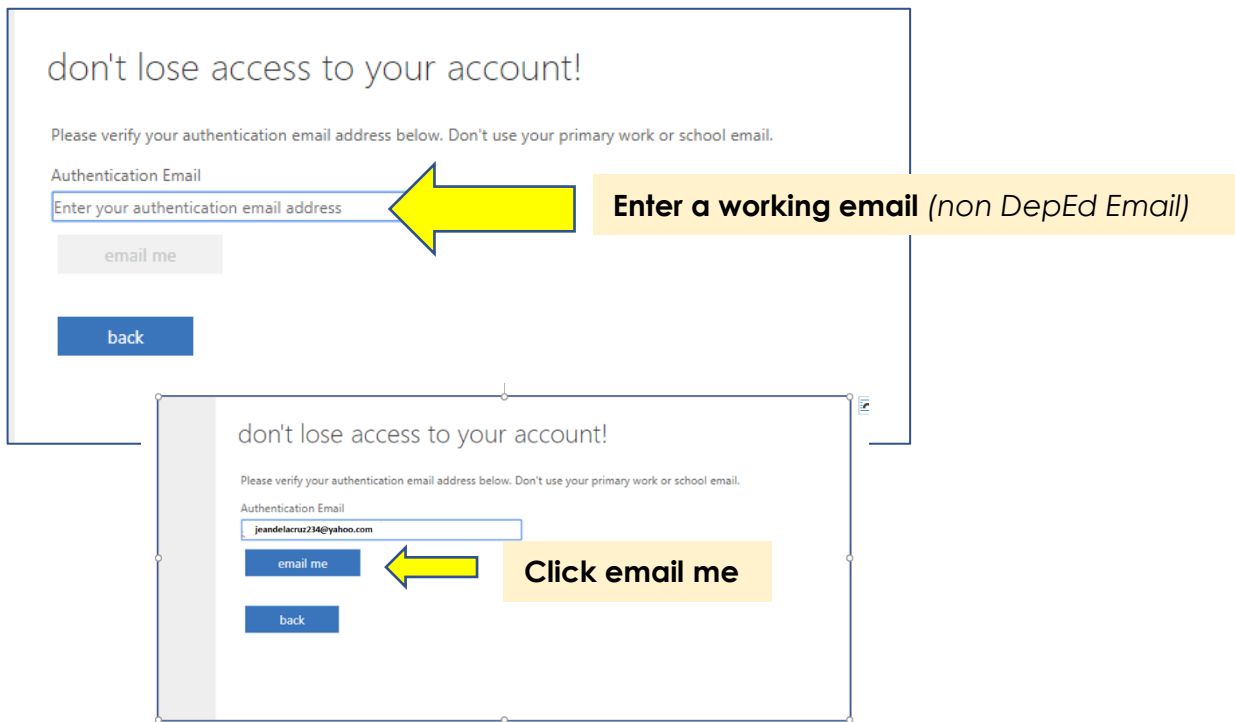 don't lose access to your account!
Please verify your authentication email address below. Don't use your primary work or school email.
Authentication Email
Enter your authentication email address
Enter a working email (non DepEd Email)
email me
back
don't lose access to your account!
Please verify your authentication email address below. Don't use your primary work or school email.
Authentication Email
jeandelacruz234@yahoo.com
email me
Click email me
back